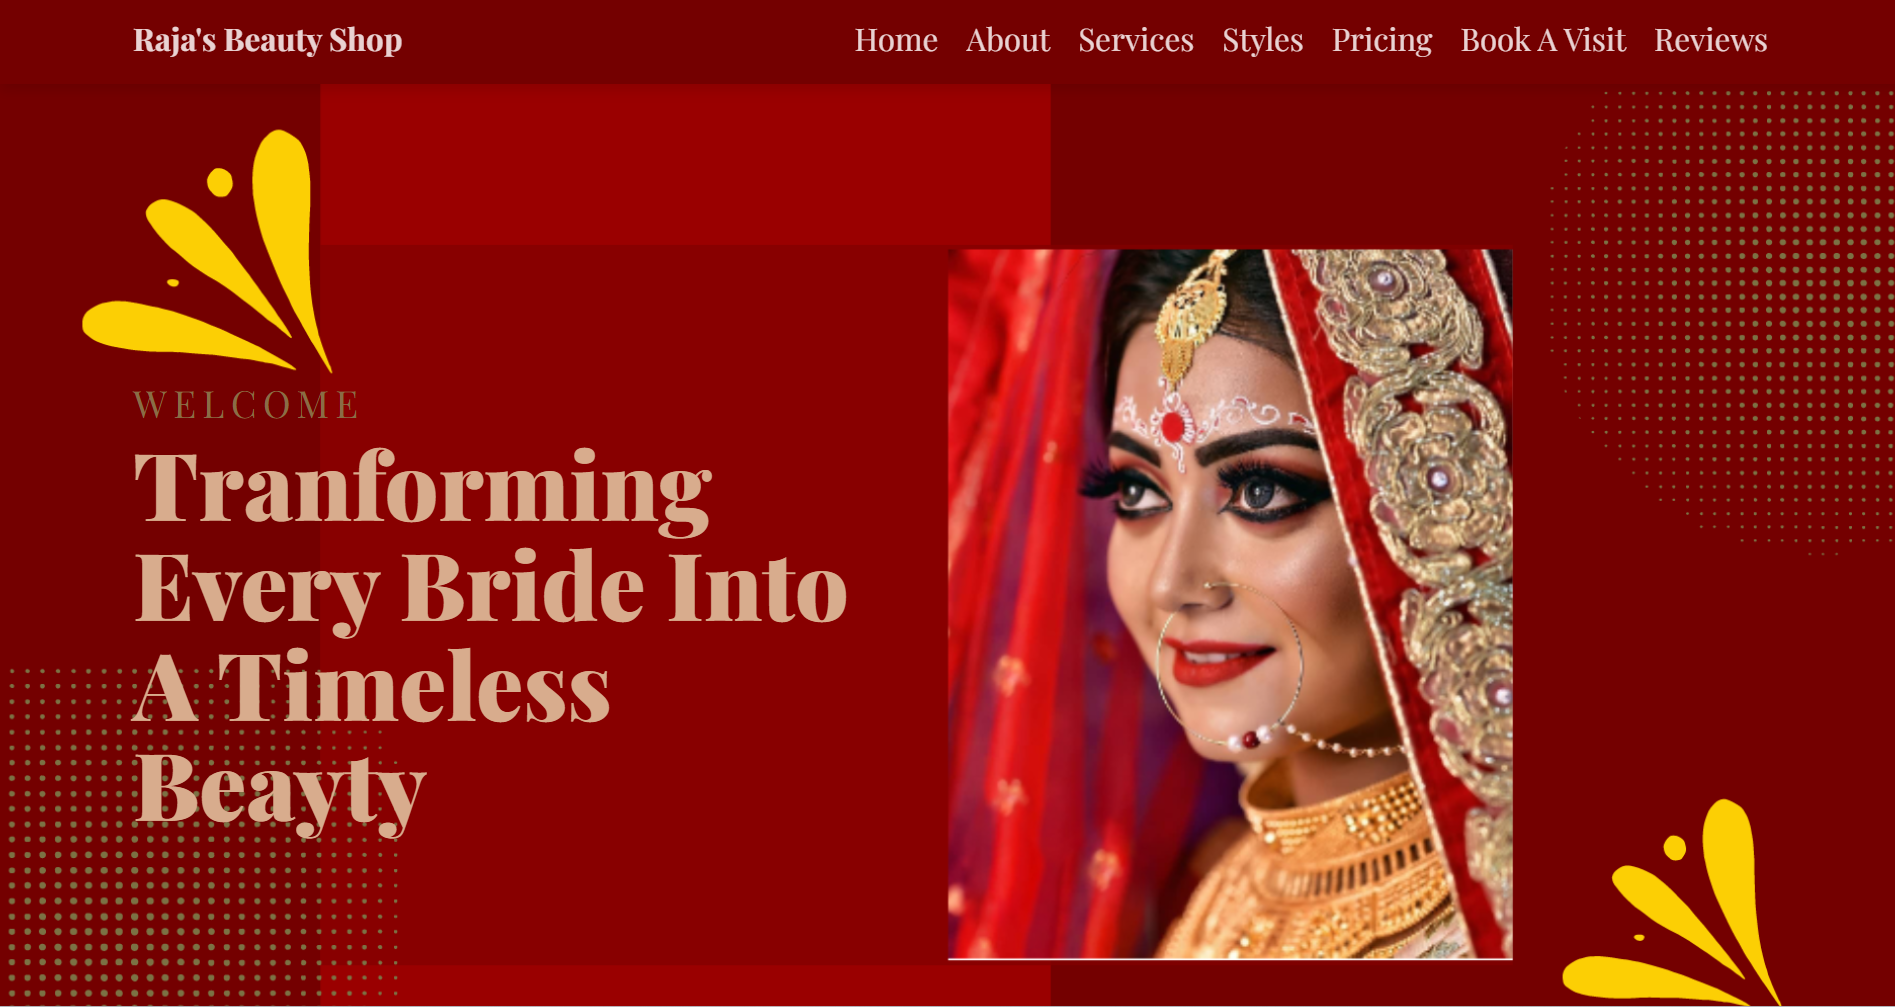 Raja's Beauty Shop
Home About Services Styles Pricing Book A Visit Reviews
WELCOME
Tranforming
Every Bride Into
A Timeless
Beayty